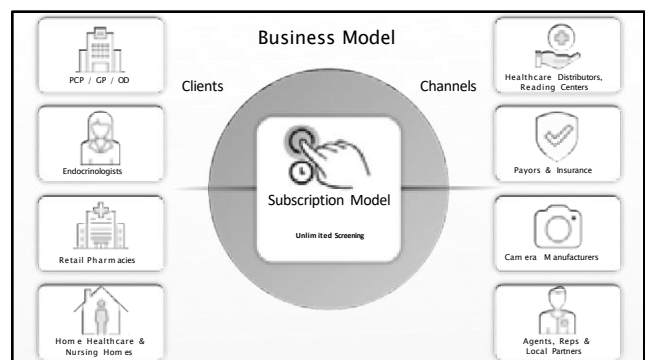 Business Model
Clients
Channels
PCP / GP / OD
Endocrinologists
Retail Pharmacies
Home Healthcare &
Nursing Homes
Subscription Model
Unlimited Screening
Healthcare Distributors,
Reading Centers
Payors & Insurance
Camera Manufacturers
Agents, Reps &
Local Partners